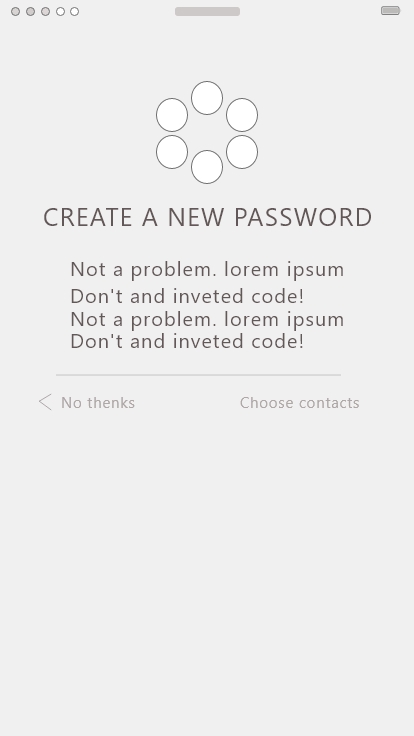 CREATE A NEW PASSWORD
Not a problem. lorem ipsum
Don't and inveted code!
Not a problem. lorem ipsum
Don't and inveted code!
No thenks
Choose contacts